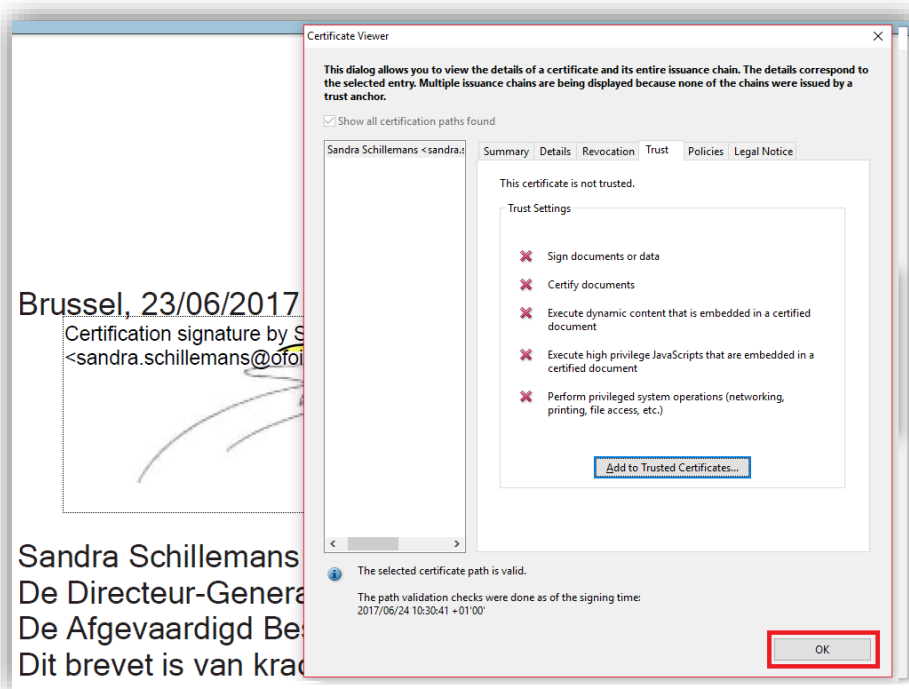 Certificate Viewer
This dialog allows you to view the details of a certificate and its entire issuance chain. The details correspond to
the selected entry. Multiple issuance chains are being displayed because none of the chains were issued by a
trust anchor.
Show all certification paths found
Sandra Schillemans <sandra.s
Summary Details Revocation Trust Policies Legal Notice
This certificate is not trusted.
Trust Settings
Sign documents or data
Certify documents
Execute dynamic content that is embedded in a certified
document
Execute high privilege JavaScripts that are embedded in a
certified document
Perform privileged system operations (networking,
printing, file access, etc.)
Add to Trusted Certificates...
The selected certificate path is valid.
The path validation checks were done as of the signing time:
2017/06/24 10:30:41 +01'00'
OK
Brussel, 23/06/2017
Certification signature by S
<sandra.schillemans@ofoi
Sandra Schillemans
De Directeur-Genera
De Afgevaardigd Bes
Dit brevet is van krac